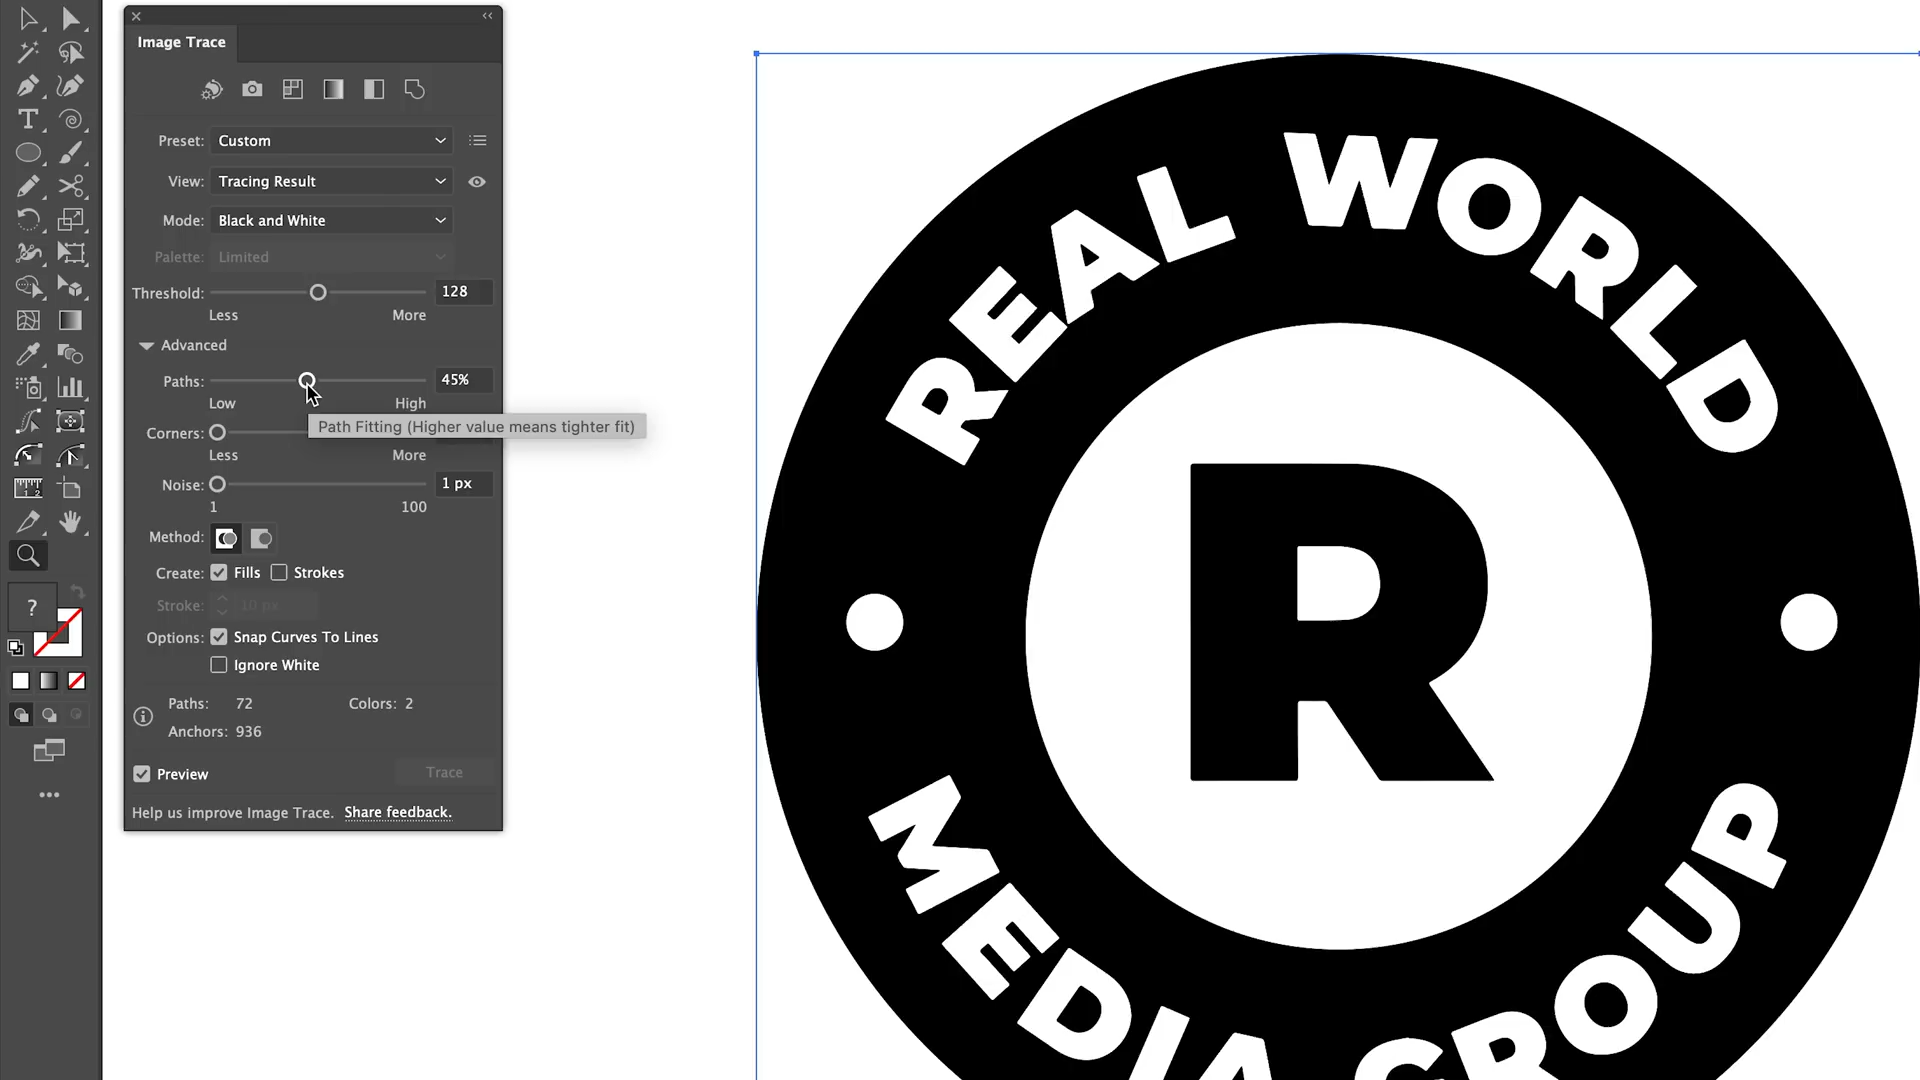 Image Trace
Preset: Custom
View: Tracing Result
Mode: Black and White
Palette: Limited
Threshold: 128
Less More
Advanced
Paths: 45%
Low High
Path Fitting (Higher value means tighter fit)
Corners:
Less More
Noise: 1 px
1 100
Method:
Create: Fills Strokes
Stroke: 10 px
Options: Snap Curves To Lines
Ignore White
Paths: 72 Colors: 2
Anchors: 936
Preview Trace
Help us improve Image Trace. Share feedback.
?
REAL WORLD
R
MEDIA GROUP